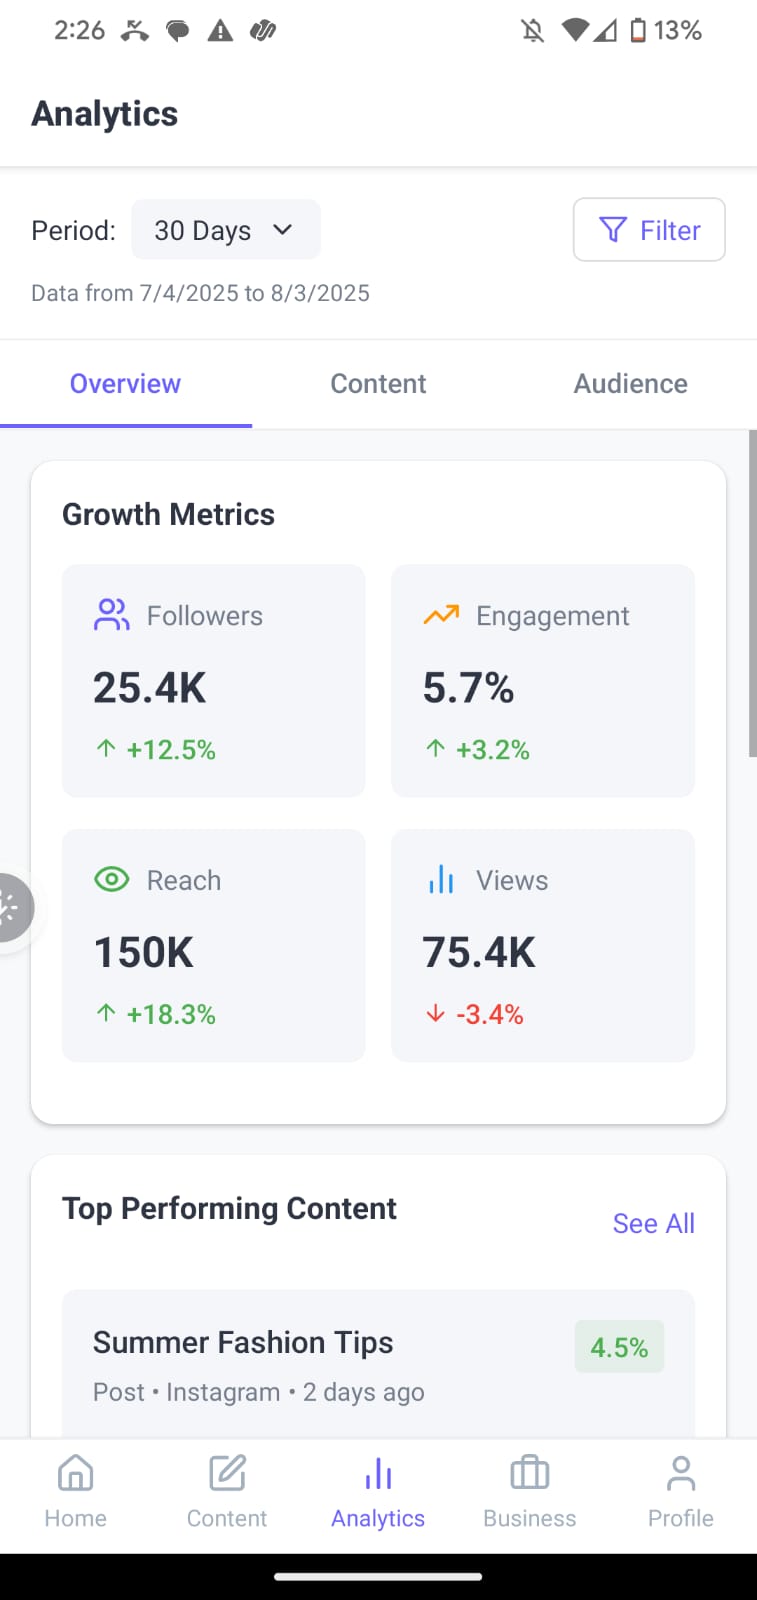 2:26
13%
Analytics
Period:
30 Days
Filter
Data from 7/4/2025 to 8/3/2025
Overview
Content
Audience
Growth Metrics
Followers
25.4K
+12.5%
Engagement
5.7%
+3.2%
Reach
150K
+18.3%
Views
75.4K
-3.4%
Top Performing Content
See All
Summer Fashion Tips
4.5%
Post • Instagram • 2 days ago
Home
Content
Analytics
Business
Profile